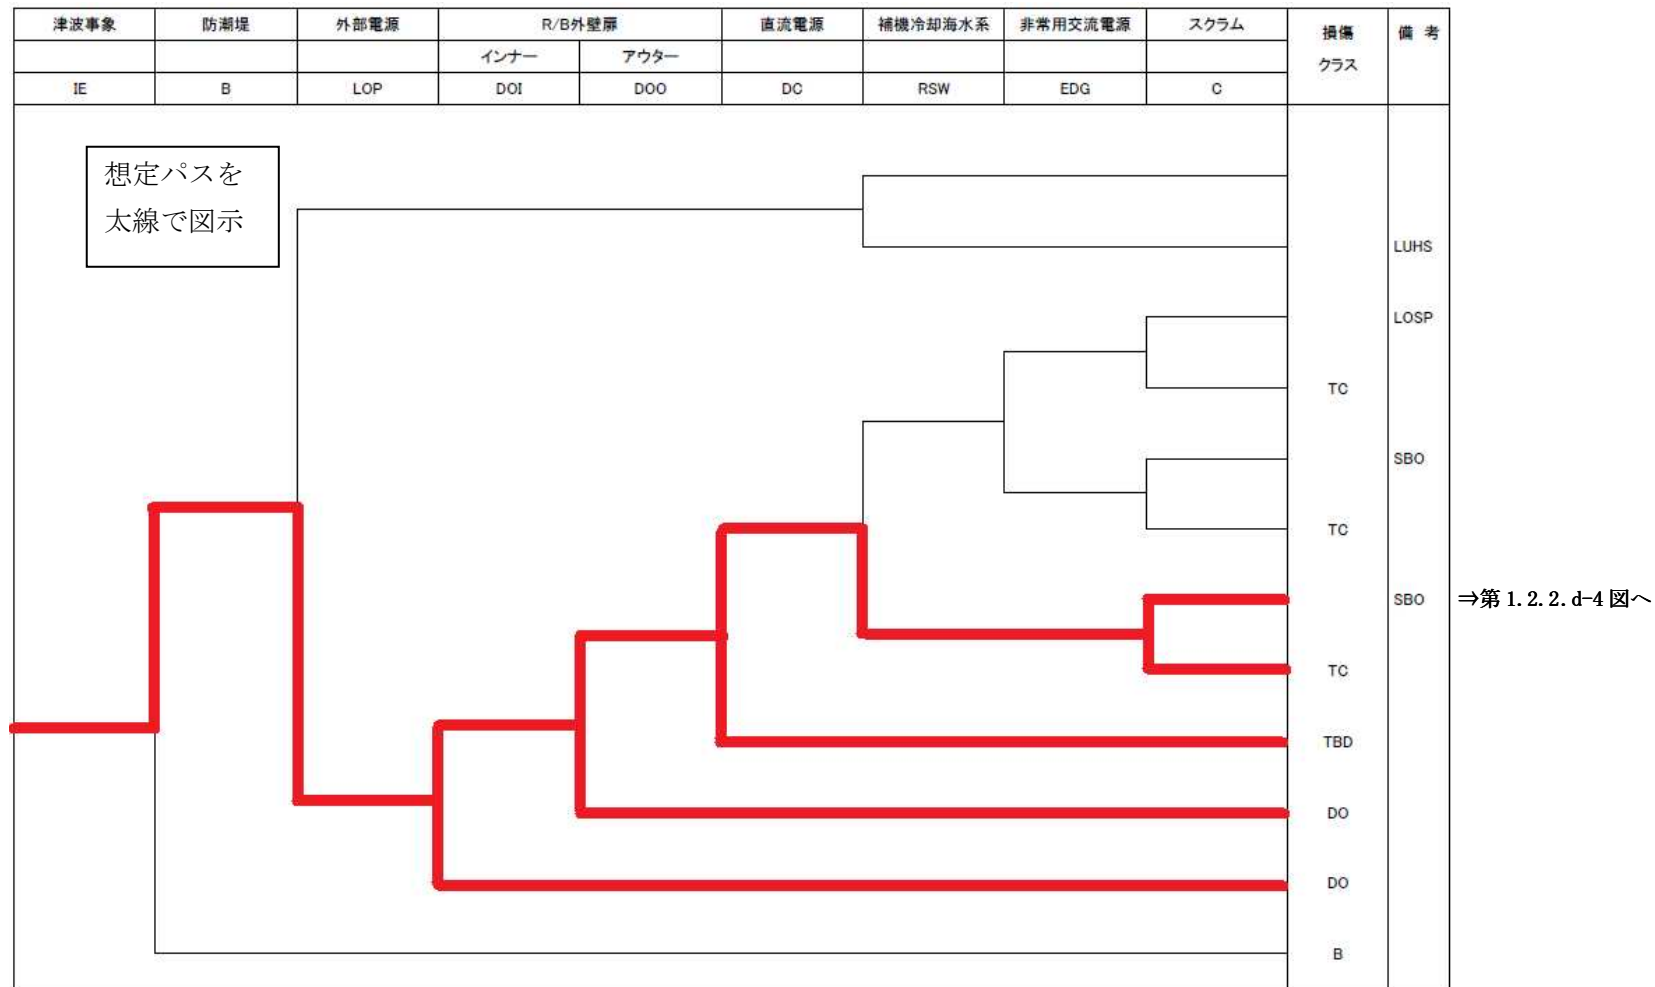 津波事象 防潮堤 外部電源 R/B外壁扉 直流電源 補機冷却海水系 非常用交流電源 スクラム 損傷クラス 備 考
インナー アウター
IE B LOP DOI DOO DC RSW EDG C
想定パスを
太線で図示
LUHS
LOSP
TC
SBO
TC
SBO ⇒第 1.2.2.d-4 図へ
TC
TBD
DO
DO
B